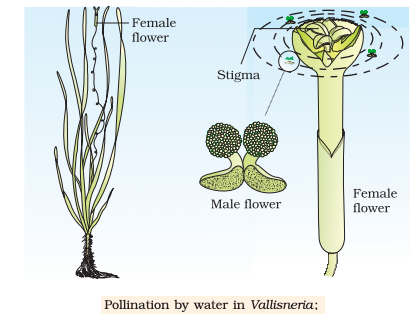 Female
flower
Stigma
Male flower
Female
flower
Pollination by water in Vallisneria;